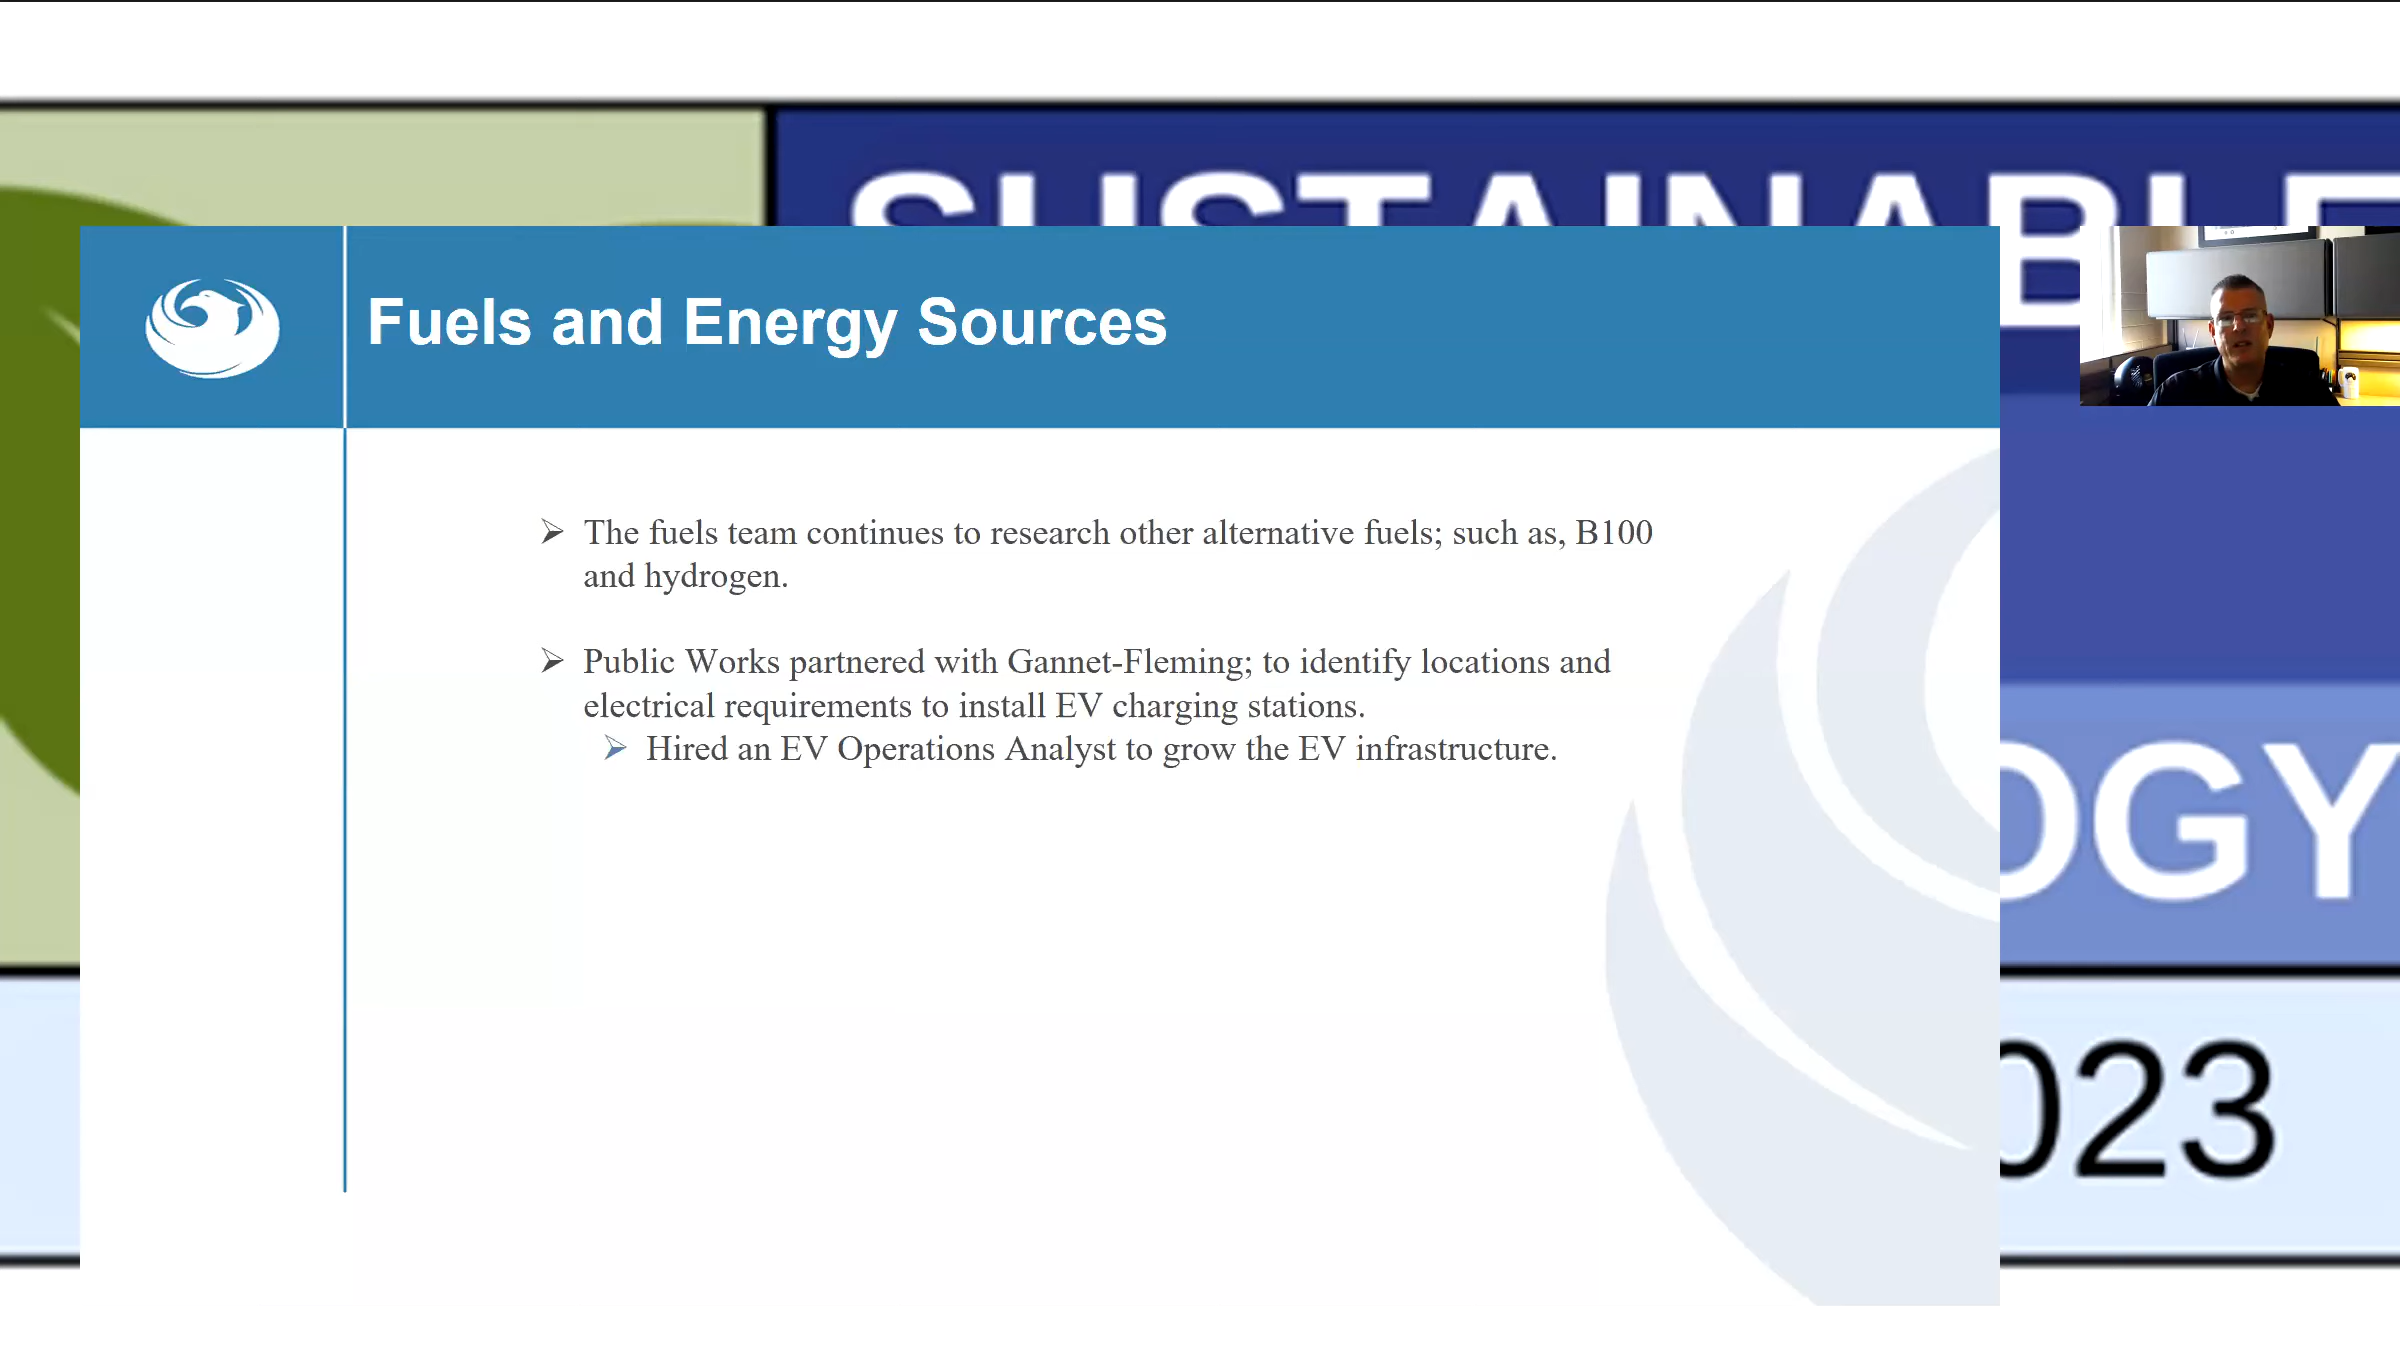 SUSTAINABLE
Fuels and Energy Sources
The fuels team continues to research other alternative fuels; such as, B100
and hydrogen.
Public Works partnered with Gannet-Fleming; to identify locations and
electrical requirements to install EV charging stations.
Hired an EV Operations Analyst to grow the EV infrastructure.
OGY
023